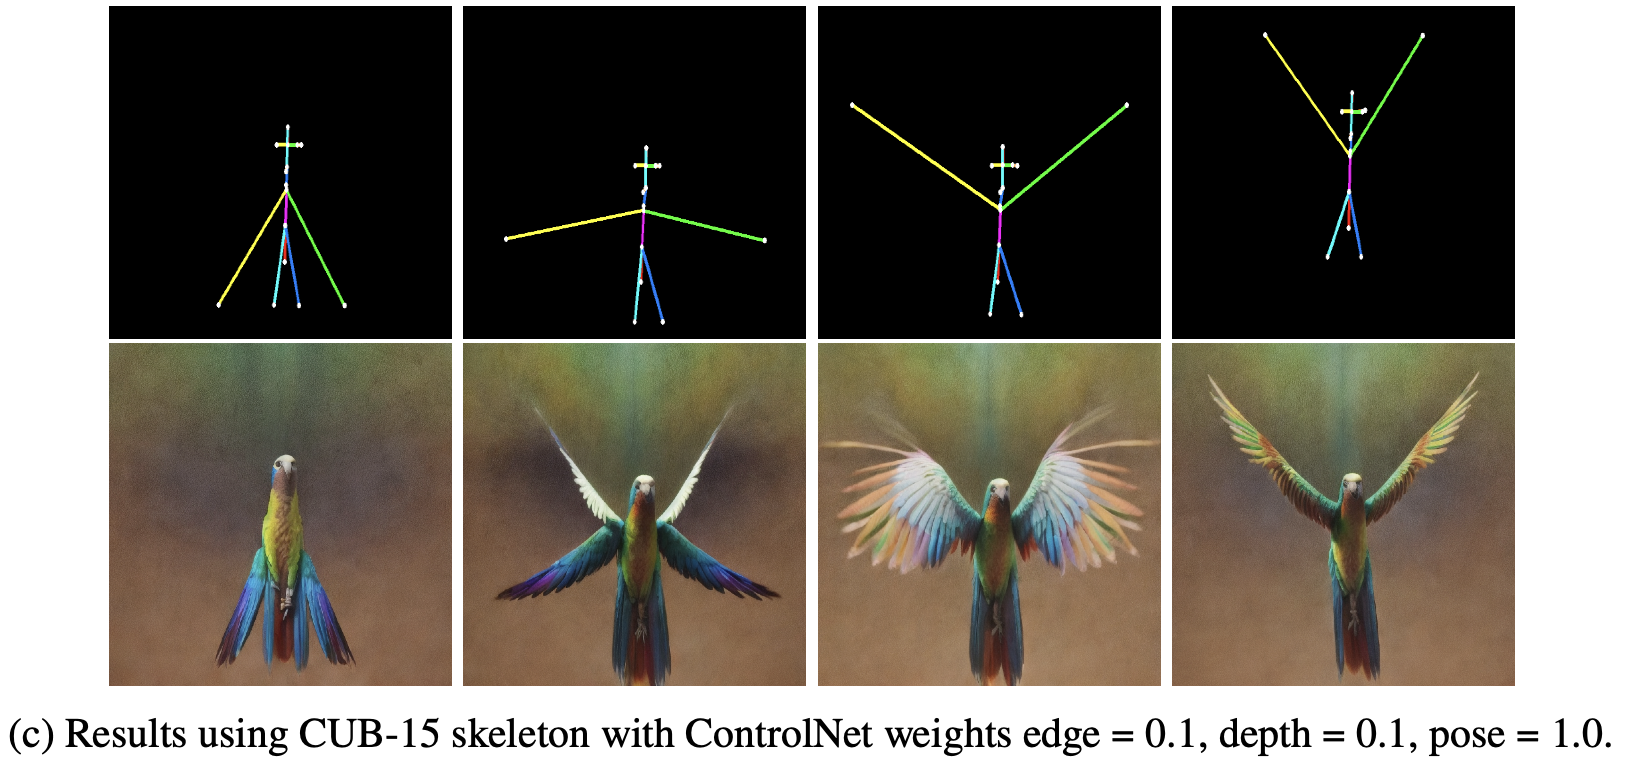 (c) Results using CUB-15 skeleton with ControlNet weights edge = 0.1, depth = 0.1, pose = 1.0.